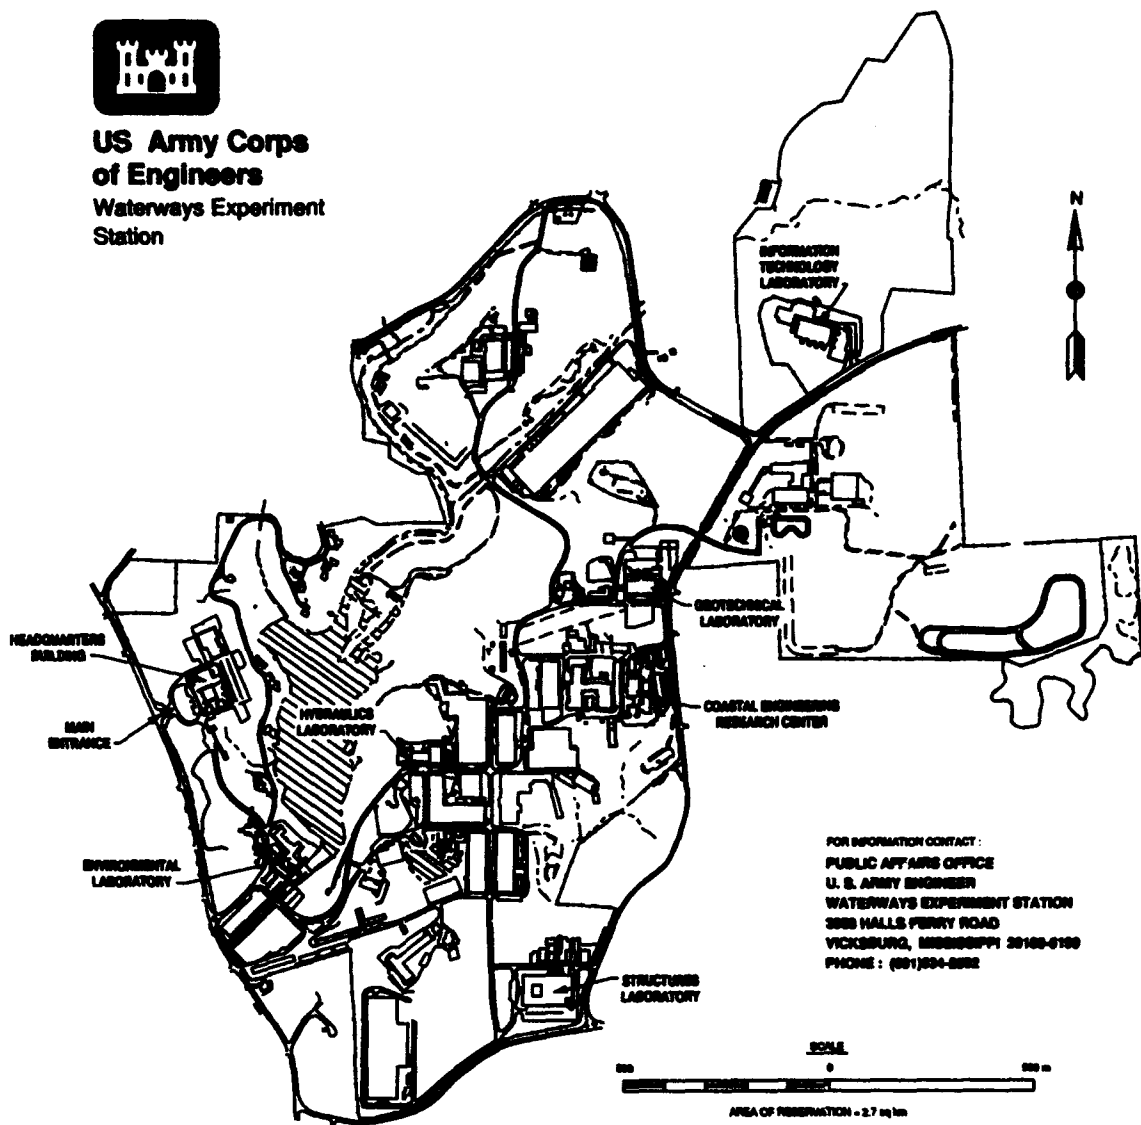 US Army Corps
of Engineers
Waterways Experiment
Station
N
INFORMATION
TECHNOLOGY
LABORATORY
GEOTECHNICAL
LABORATORY
HEADQUARTERS
BUILDING
MAIN
ENTRANCE
HYDRAULICS
LABORATORY
COASTAL ENGINEERING
RESEARCH CENTER
ENVIRONMENTAL
LABORATORY
STRUCTURES
LABORATORY
FOR INFORMATION CONTACT :
PUBLIC AFFAIRS OFFICE
U. S. ARMY ENGINEER
WATERWAYS EXPERIMENT STATION
HALLS FERRY ROAD
VICKSBURG, MISSISSIPPI
PHONE :
SCALE
500 0 500 m
AREA OF RESERVATION = 2.7 sq km